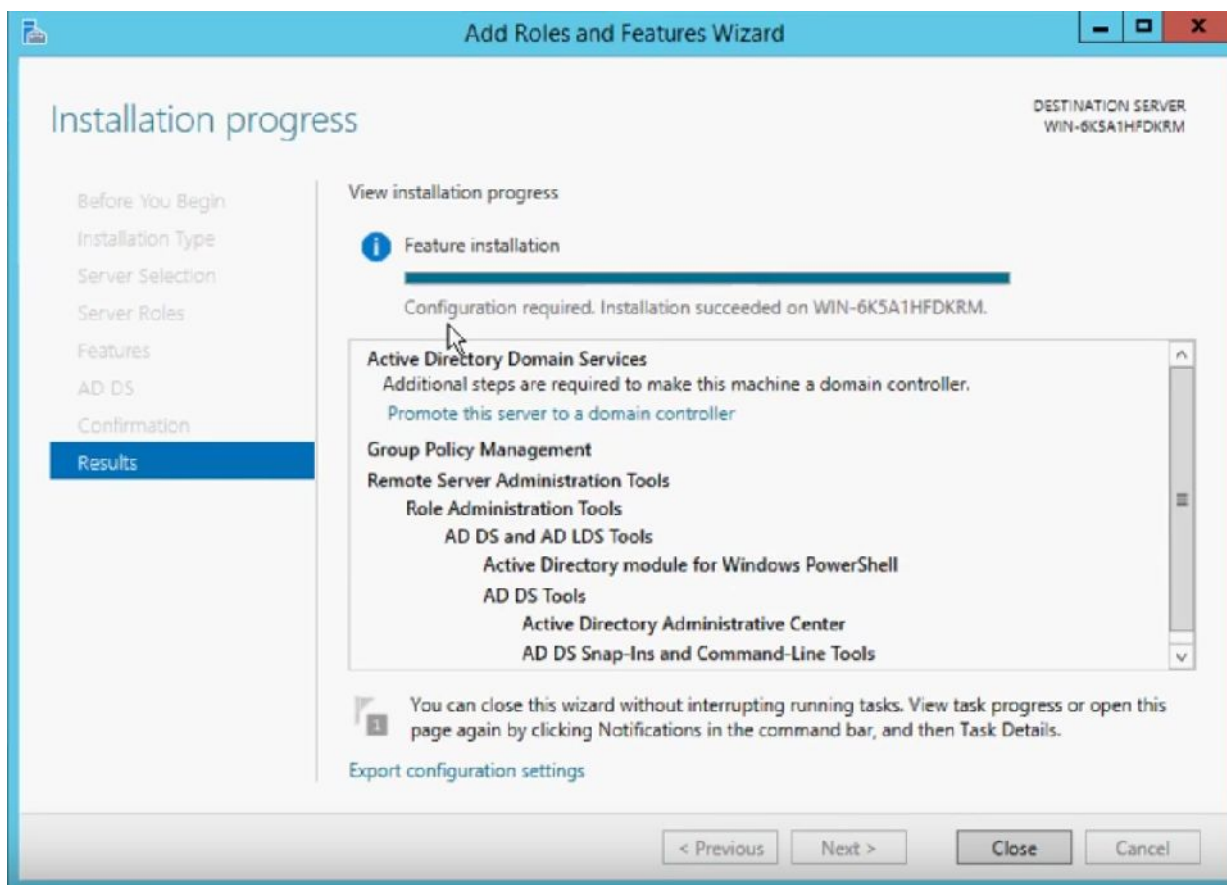 Add Roles and Features Wizard
Installation progress
DESTINATION SERVER
WIN-6K5A1HFDKRM
Before You Begin
Installation Type
Server Selection
Server Roles
Features
AD DS
Confirmation
Results
View installation progress
Feature installation
Configuration required. Installation succeeded on WIN-6K5A1HFDKRM.
Active Directory Domain Services
Additional steps are required to make this machine a domain controller.
Promote this server to a domain controller
Group Policy Management
Remote Server Administration Tools
Role Administration Tools
AD DS and AD LDS Tools
Active Directory module for Windows PowerShell
AD DS Tools
Active Directory Administrative Center
AD DS Snap-Ins and Command-Line Tools
1
You can close this wizard without interrupting running tasks. View task progress or open this
page again by clicking Notifications in the command bar, and then Task Details.
Export configuration settings
< Previous
Next >
Close
Cancel